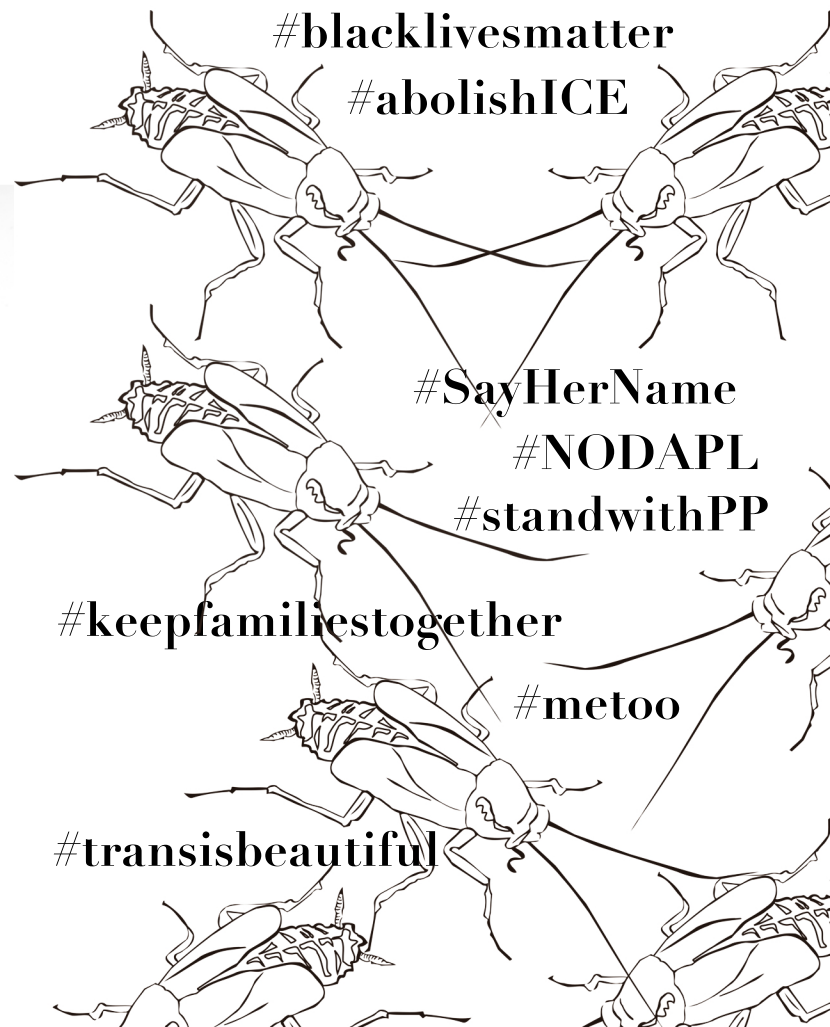 #blacklivesmatter
#abolishICE
#SayHerName
#NODAPL
#standwithPP
#keepfamiliestogether
#metoo
#transisbeautiful